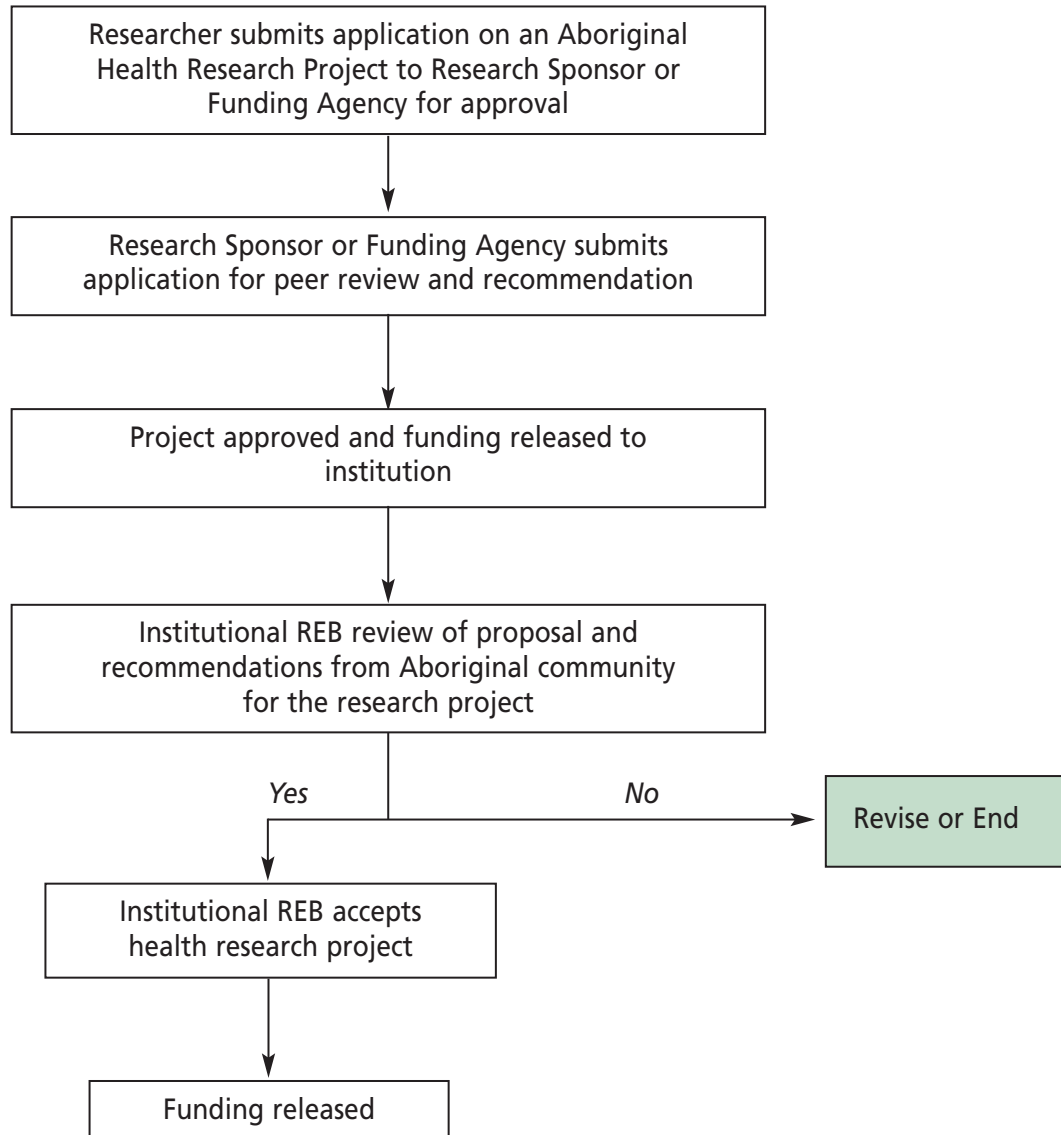 Researcher submits application on an Aboriginal
Health Research Project to Research Sponsor or
Funding Agency for approval
Research Sponsor or Funding Agency submits
application for peer review and recommendation
Project approved and funding released to
institution
Institutional REB review of proposal and
recommendations from Aboriginal community
for the research project
Yes
No
Revise or End
Institutional REB accepts
health research project
Funding released